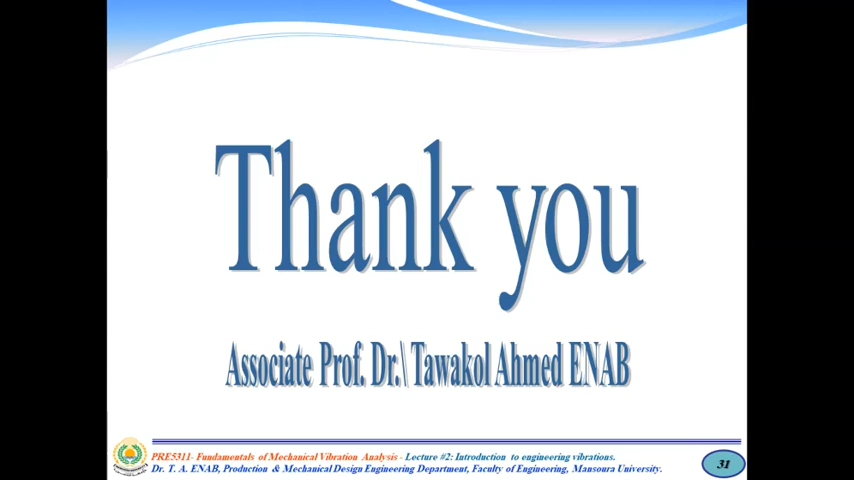 Thank you
Associate Prof. Dr.\ Tawakol Ahmed ENAB
PRE5311- Fundamentals of Mechanical Vibration Analysis - Lecture #2: Introduction to engineering vibrations.
Dr. T. A. ENAB, Production & Mechanical Design Engineering Department, Faculty of Engineering, Mansoura University.
31